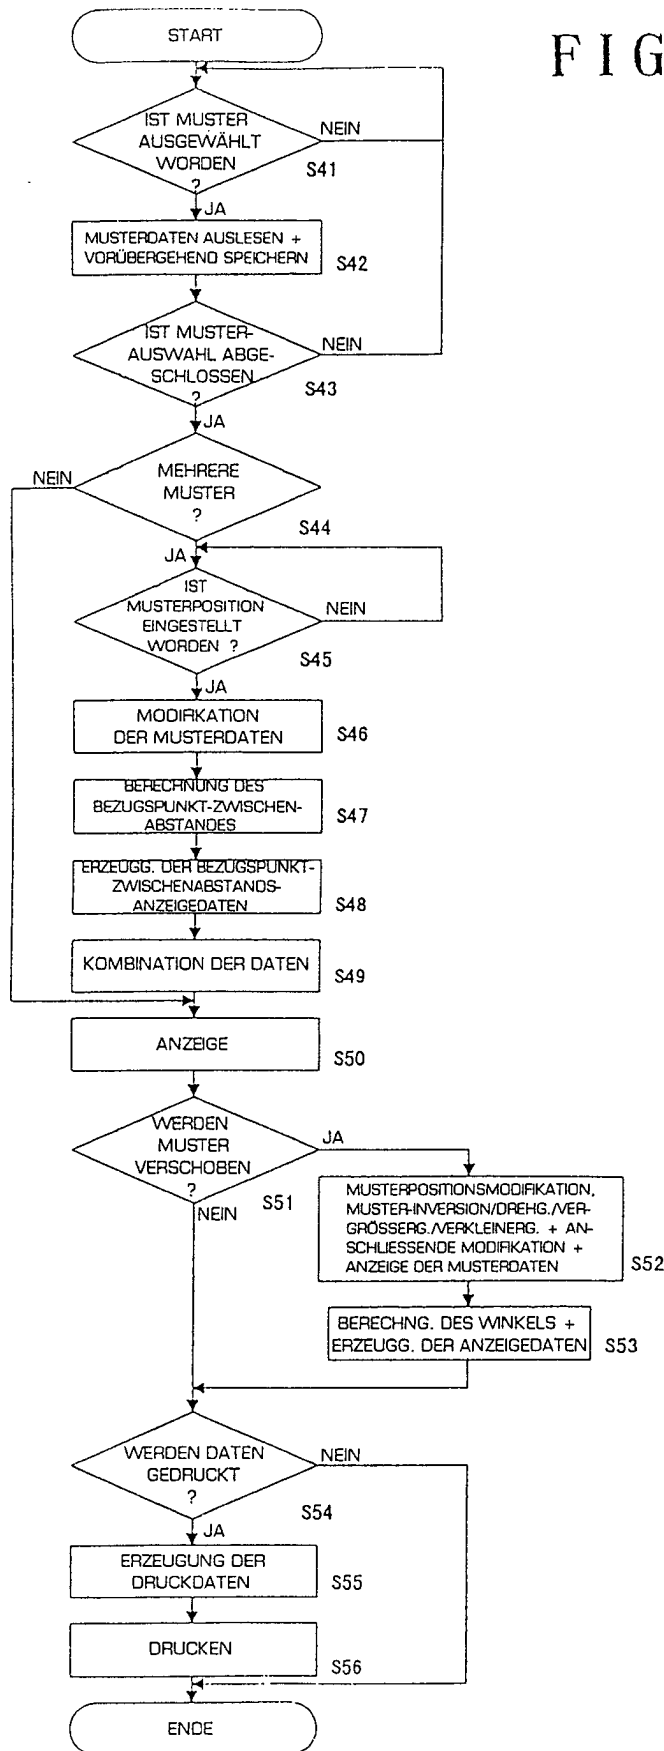 START
FIG
IST MUSTER
AUSGEWÄHLT
WORDEN
?
NEIN
S41
JA
MUSTERDATEN AUSLESEN +
VORÜBERGEHEND SPEICHERN
S42
IST MUSTER-
AUSWAHL ABGE-
SCHLOSSEN
?
NEIN
S43
JA
NEIN
MEHRERE
MUSTER
?
S44
JA
IST
MUSTERPOSITION
EINGESTELLT
WORDEN ?
NEIN
S45
JA
MODIRKATION
DER MUSTERDATEN
S46
BERECHNUNG DES
BEZUGSPUNKT-ZWISCHEN-
ABSTANDES
S47
ERZEUGG. DER BEZUGSPUNKT-
ZWISCHENABSTANDS-
ANZEIGEDATEN
S48
KOMBINATION DER DATEN
S49
ANZEIGE
S50
WERDEN
MUSTER
VERSCHOBEN
?
JA
S51
NEIN
MUSTERPOSITIONSMODIFIKATION,
MUSTER-INVERSION/DREHG./VER-
GRÖSSERG./VERKLEINERG. + AN-
SCHLIESSENDE MODIFIKATION +
ANZEIGE DER MUSTERDATEN
S52
BERECHNG. DES WINKELS +
ERZEUGG. DER ANZEIGEDATEN
S53
WERDEN DATEN
GEDRUCKT
?
NEIN
S54
JA
ERZEUGUNG DER
DRUCKDATEN
S55
DRUCKEN
S56
ENDE